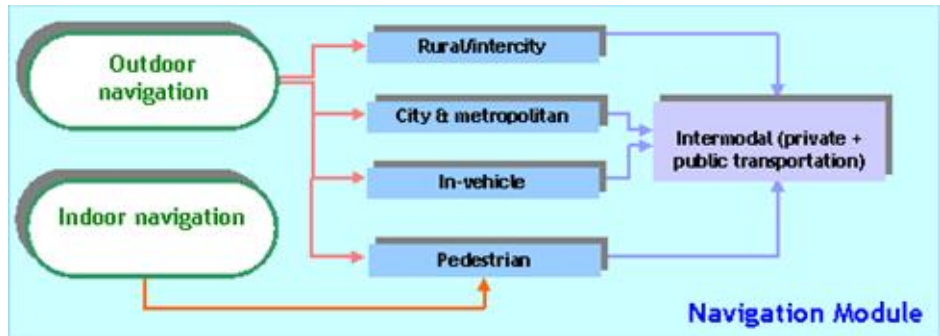 Outdoor
navigation
Rural/intercity
City & metropolitan
Intermodal (private +
public transportation)
In-vehicle
Indoor navigation
Pedestrian
Navigation Module